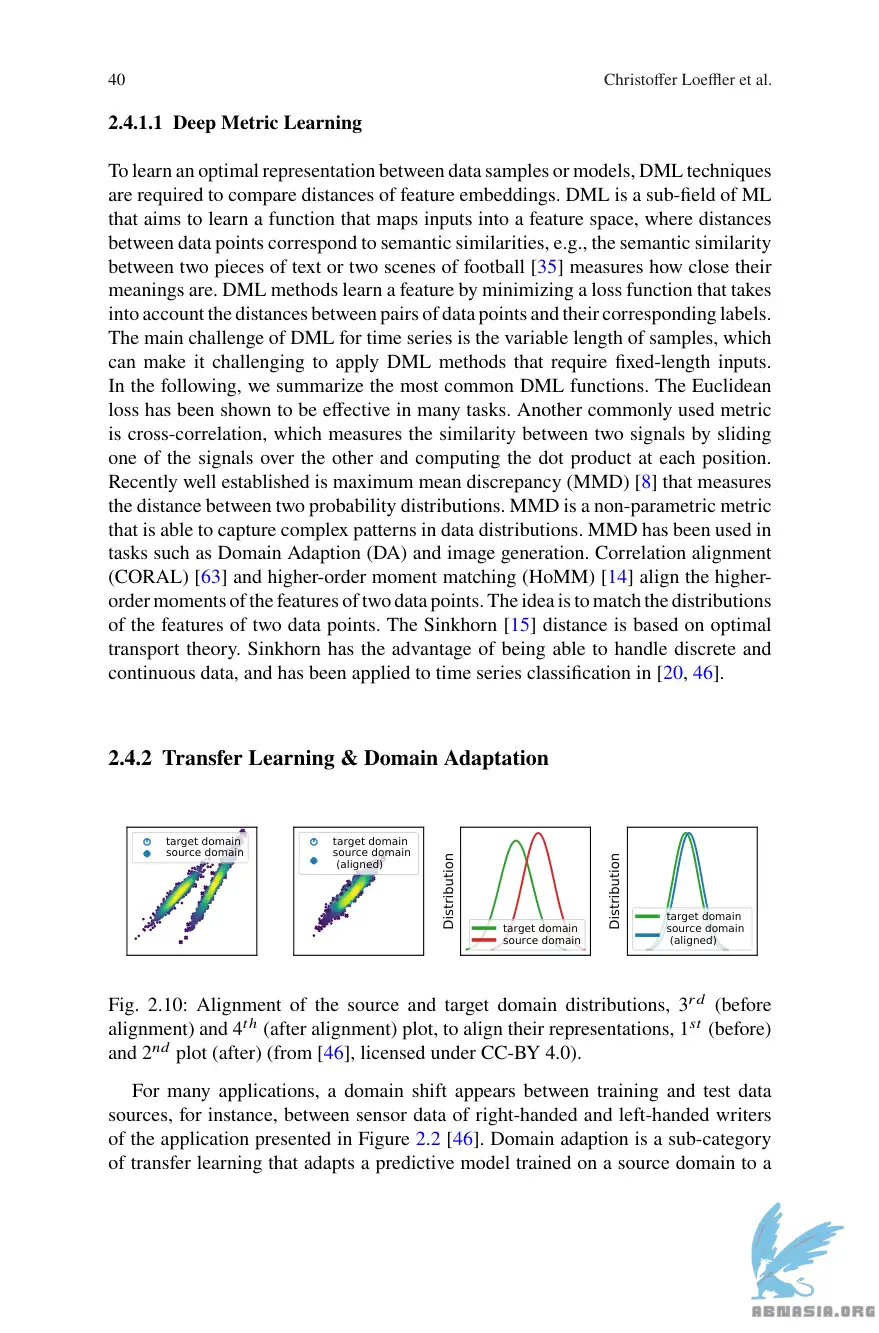 40
Christoffer Loeffler et al.
2.4.1.1 Deep Metric Learning
To learn an optimal representation between data samples or models, DML techniques
are required to compare distances of feature embeddings. DML is a sub-field of ML
that aims to learn a function that maps inputs into a feature space, where distances
between data points correspond to semantic similarities, e.g., the semantic similarity
between two pieces of text or two scenes of football [35] measures how close their
meanings are. DML methods learn a feature by minimizing a loss function that takes
into account the distances between pairs of data points and their corresponding labels.
The main challenge of DML for time series is the variable length of samples, which
can make it challenging to apply DML methods that require fixed-length inputs.
In the following, we summarize the most common DML functions. The Euclidean
loss has been shown to be effective in many tasks. Another commonly used metric
is cross-correlation, which measures the similarity between two signals by sliding
one of the signals over the other and computing the dot product at each position.
Recently well established is maximum mean discrepancy (MMD) [8] that measures
the distance between two probability distributions. MMD is a non-parametric metric
that is able to capture complex patterns in data distributions. MMD has been used in
tasks such as Domain Adaption (DA) and image generation. Correlation alignment
(CORAL) [63] and higher-order moment matching (HoMM) [14] align the higher-
order moments of the features of two data points. The idea is to match the distributions
of the features of two data points. The Sinkhorn [15] distance is based on optimal
transport theory. Sinkhorn has the advantage of being able to handle discrete and
continuous data, and has been applied to time series classification in [20, 46].
2.4.2 Transfer Learning & Domain Adaptation
target domain
source domain
target domain
source domain
(aligned)
Distribution
target domain
source domain
Distribution
target domain
source domain
(aligned)
Fig. 2.10: Alignment of the source and target domain distributions, 3rd (before
alignment) and 4th (after alignment) plot, to align their representations, 1st (before)
and 2nd plot (after) (from [46], licensed under CC-BY 4.0).
For many applications, a domain shift appears between training and test data
sources, for instance, between sensor data of right-handed and left-handed writers
of the application presented in Figure 2.2 [46]. Domain adaption is a sub-category
of transfer learning that adapts a predictive model trained on a source domain to a
ABNASIA.ORG